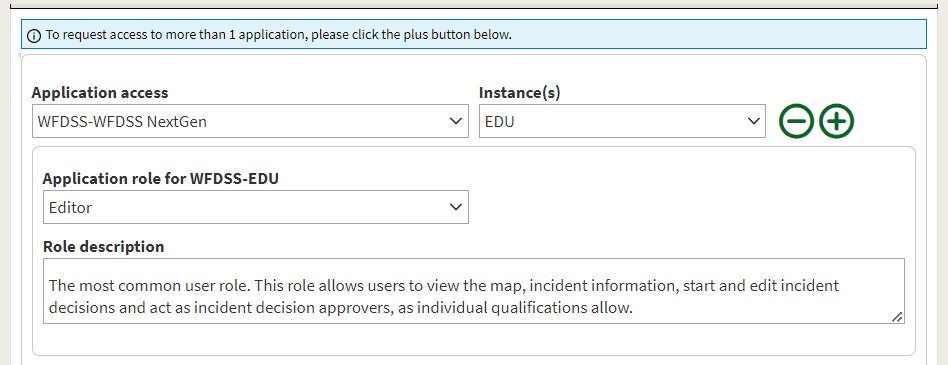 To request access to more than 1 application, please click the plus button below.
Application access
Instance(s)
WFDSS-WFDSS NextGen
EDU
Application role for WFDSS-EDU
Editor
Role description
The most common user role. This role allows users to view the map, incident information, start and edit incident
decisions and act as incident decision approvers, as individual qualifications allow.